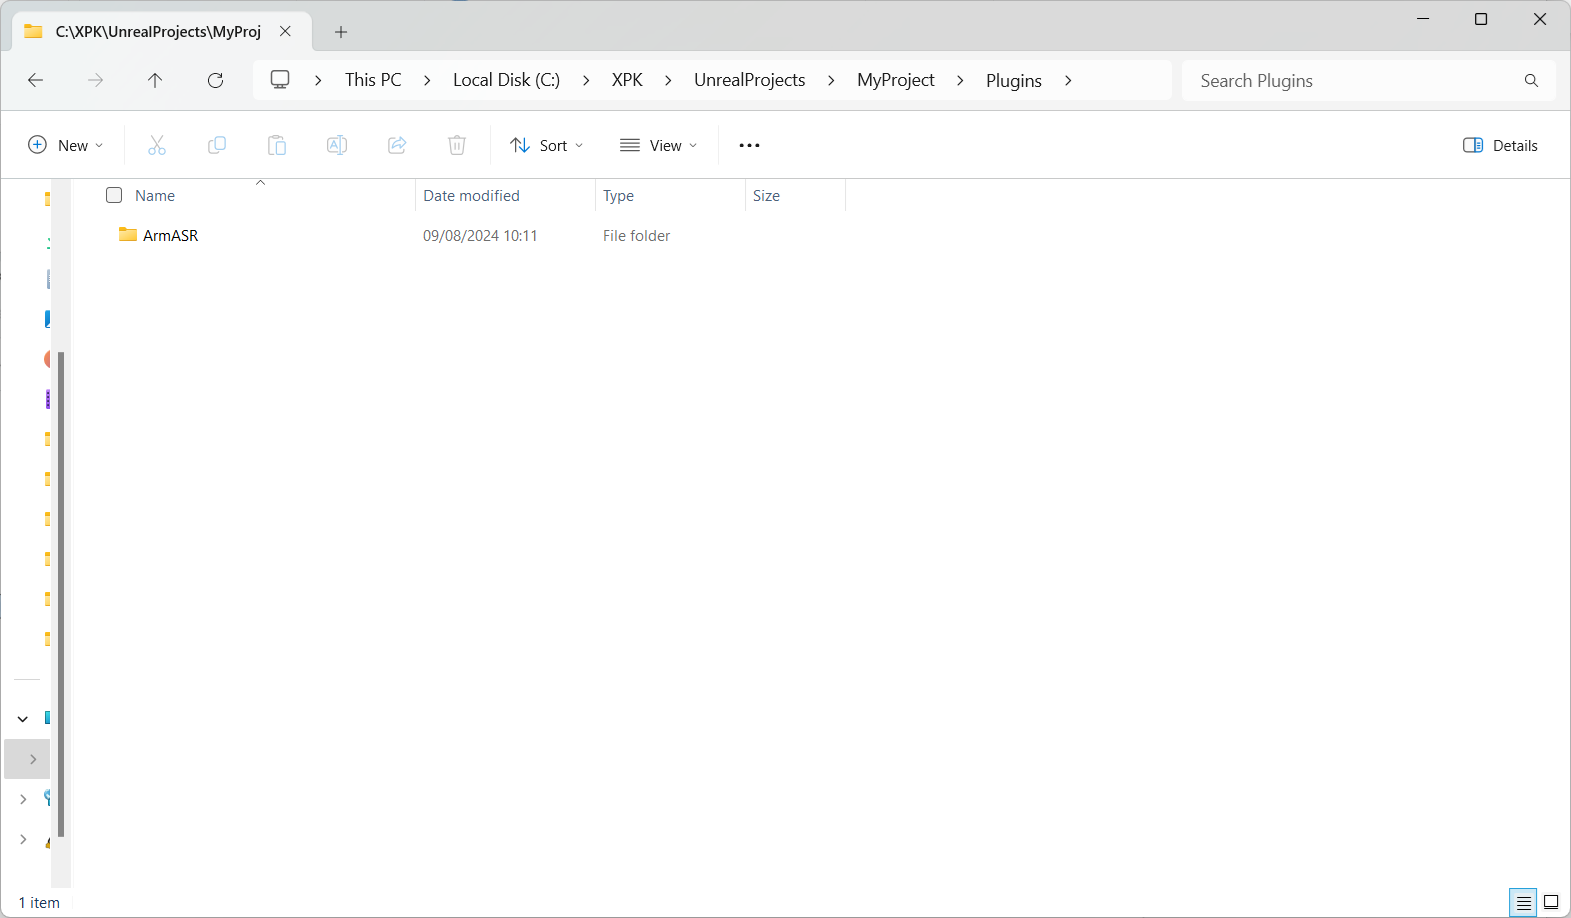 C:\XPK\UnrealProjects\MyProj
This PC > Local Disk (C:) > XPK > UnrealProjects > MyProject > Plugins >
Search Plugins
New
Sort
View
Details
Name Date modified Type Size
ArmASR 09/08/2024 10:11 File folder
1 item